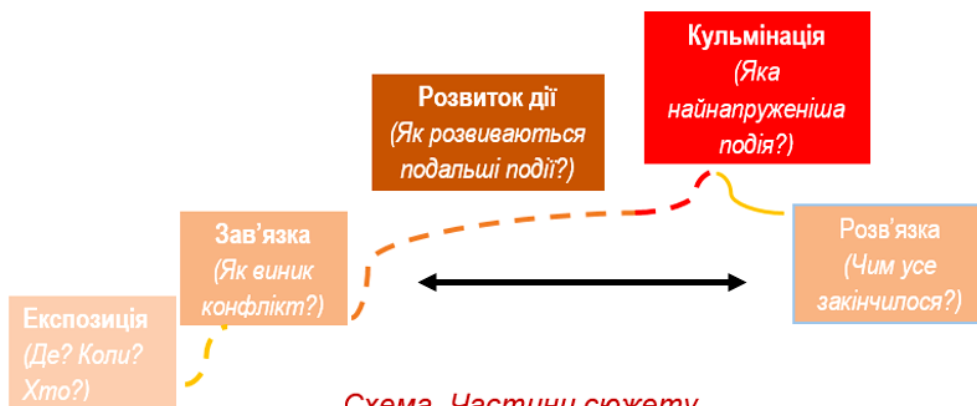 Кульмінація
(Яка
найнапруженіша
подія?)
Розвиток дії
(Як розвиваються
подальші події?)
Зав’язка
(Як виник
конфлікт?)
Розв’язка
(Чим усе
закінчилося?)
Експозиція
(Де? Коли?
Хто?)
Схема. Частини сюжету